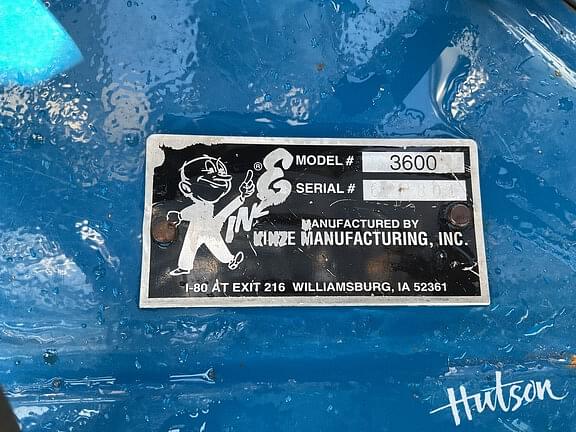 MODEL # 3600
SERIAL #
KINZE ®
MANUFACTURED BY
KINZE MANUFACTURING, INC.
I-80 AT EXIT 216 WILLIAMSBURG, IA 52361
Hutson